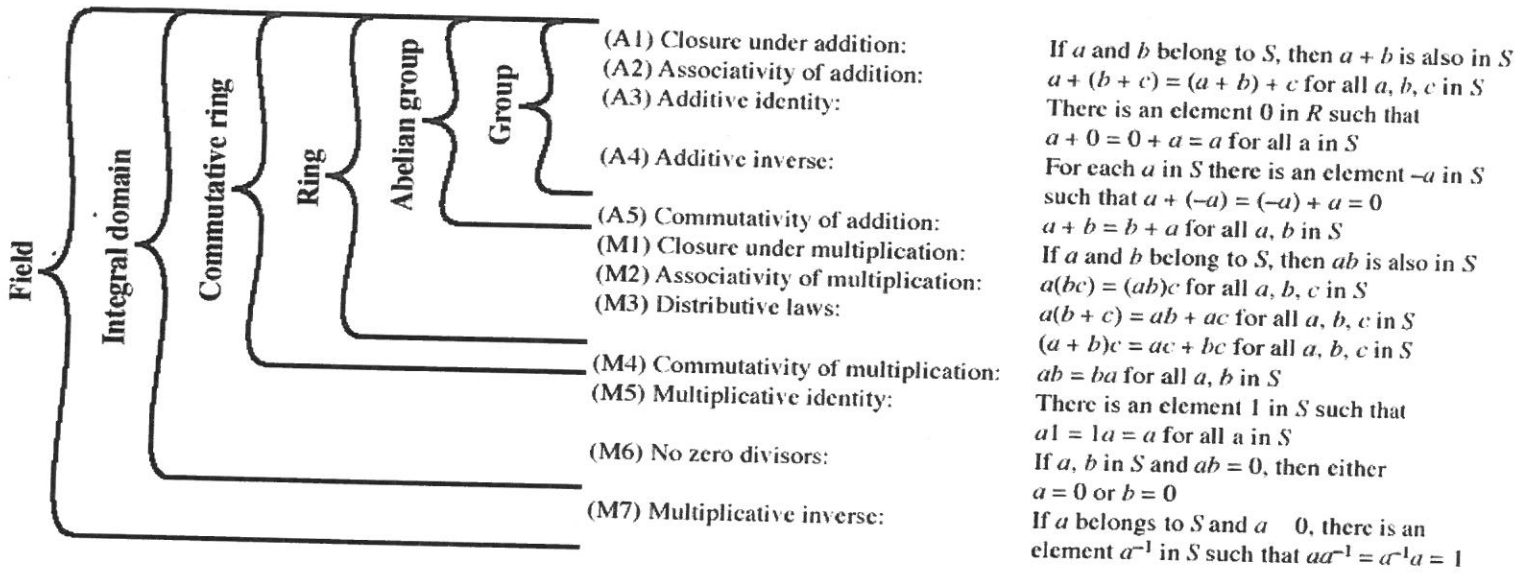 Field
Integral domain
Commutative ring
Ring
Abelian group
Group
(A1) Closure under addition: If a and b belong to S, then a + b is also in S
(A2) Associativity of addition: a + (b + c) = (a + b) + c for all a, b, c in S
(A3) Additive identity: There is an element 0 in R such that
a + 0 = 0 + a = a for all a in S
(A4) Additive inverse: For each a in S there is an element –a in S
such that a + (–a) = (–a) + a = 0
(A5) Commutativity of addition: a + b = b + a for all a, b in S
(M1) Closure under multiplication: If a and b belong to S, then ab is also in S
(M2) Associativity of multiplication: a(bc) = (ab)c for all a, b, c in S
(M3) Distributive laws: a(b + c) = ab + ac for all a, b, c in S
(a + b)c = ac + bc for all a, b, c in S
(M4) Commutativity of multiplication: ab = ba for all a, b in S
(M5) Multiplicative identity: There is an element 1 in S such that
a1 = 1a = a for all a in S
(M6) No zero divisors: If a, b in S and ab = 0, then either
a = 0 or b = 0
(M7) Multiplicative inverse: If a belongs to S and a 0, there is an
element a⁻¹ in S such that aa⁻¹ = a⁻¹a = 1